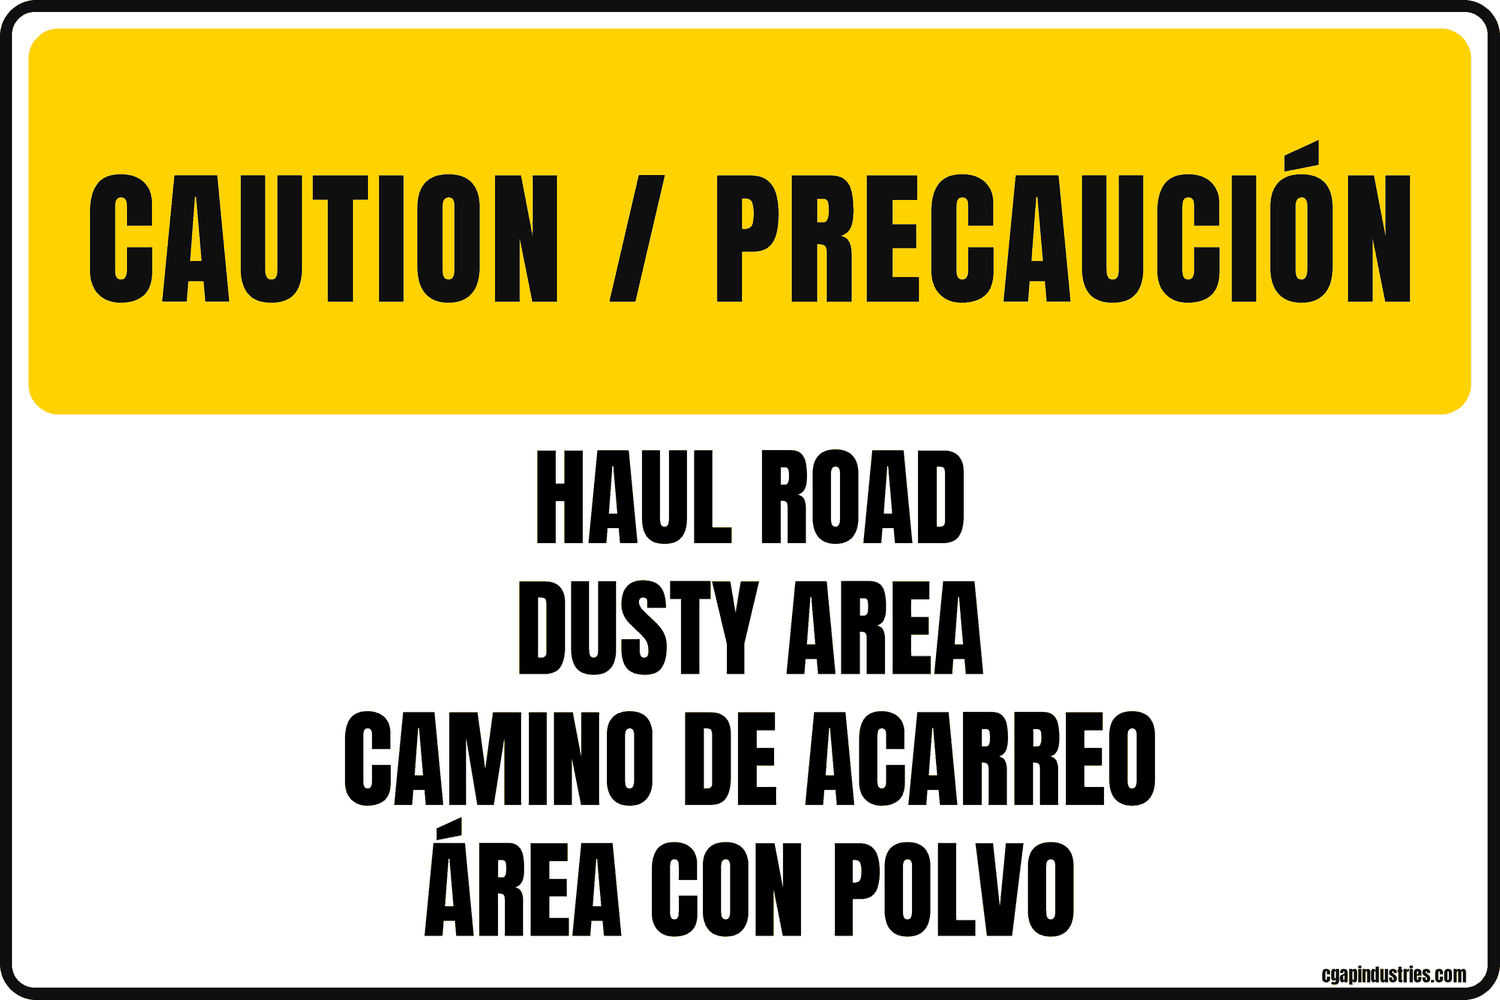 CAUTION / PRECAUCIÓN
HAUL ROAD
DUSTY AREA
CAMINO DE ACARREO
ÁREA CON POLVO
cgapindustries.com